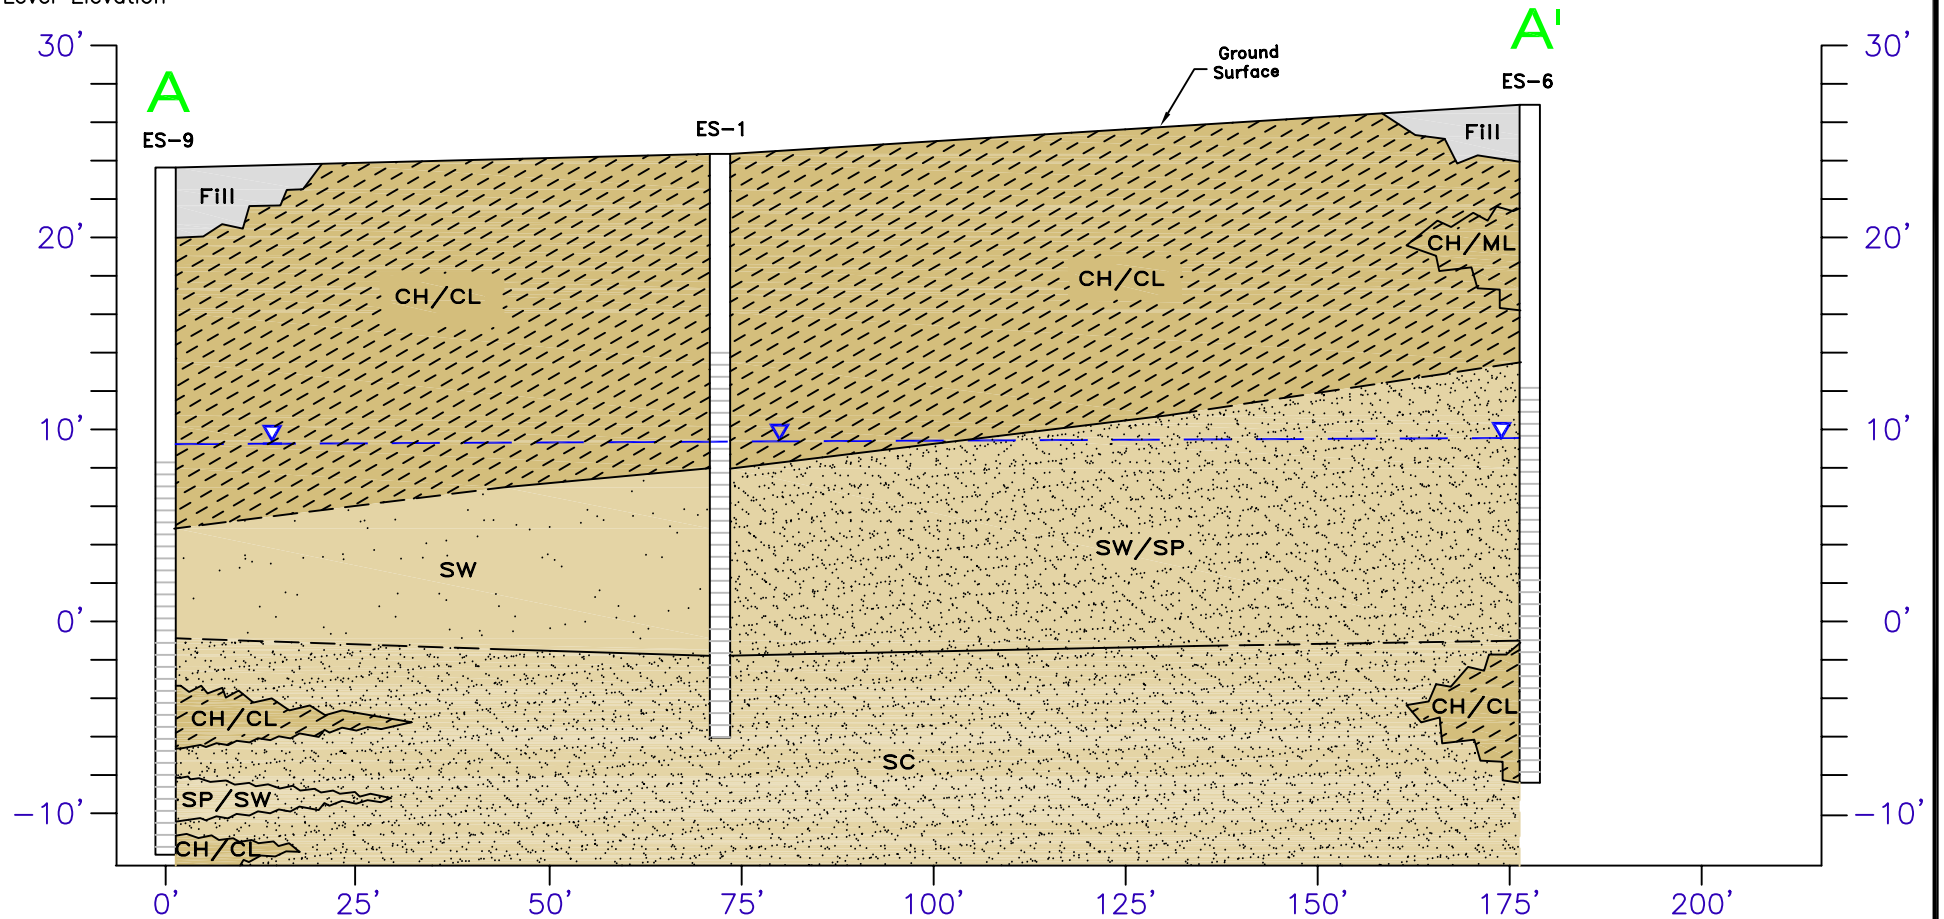 Level Elevation
A
A'
ES-9
ES-1
ES-6
Ground
Surface
30'
20'
10'
0'
-10'
30'
20'
10'
0'
-10'
Fill
Fill
CH/CL
CH/CL
CH/ML
SW
SW/SP
CH/CL
CH/CL
SC
SP/SW
CH/CL
0'
25'
50'
75'
100'
125'
150'
175'
200'